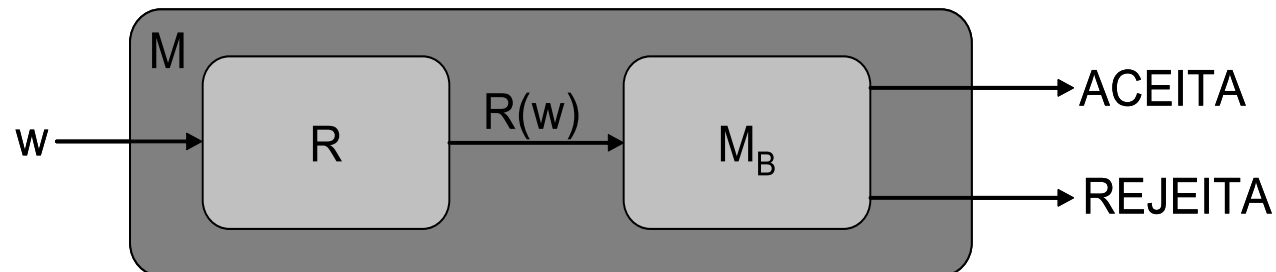 M
w
R
R(w)
M_B
ACEITA
REJEITA